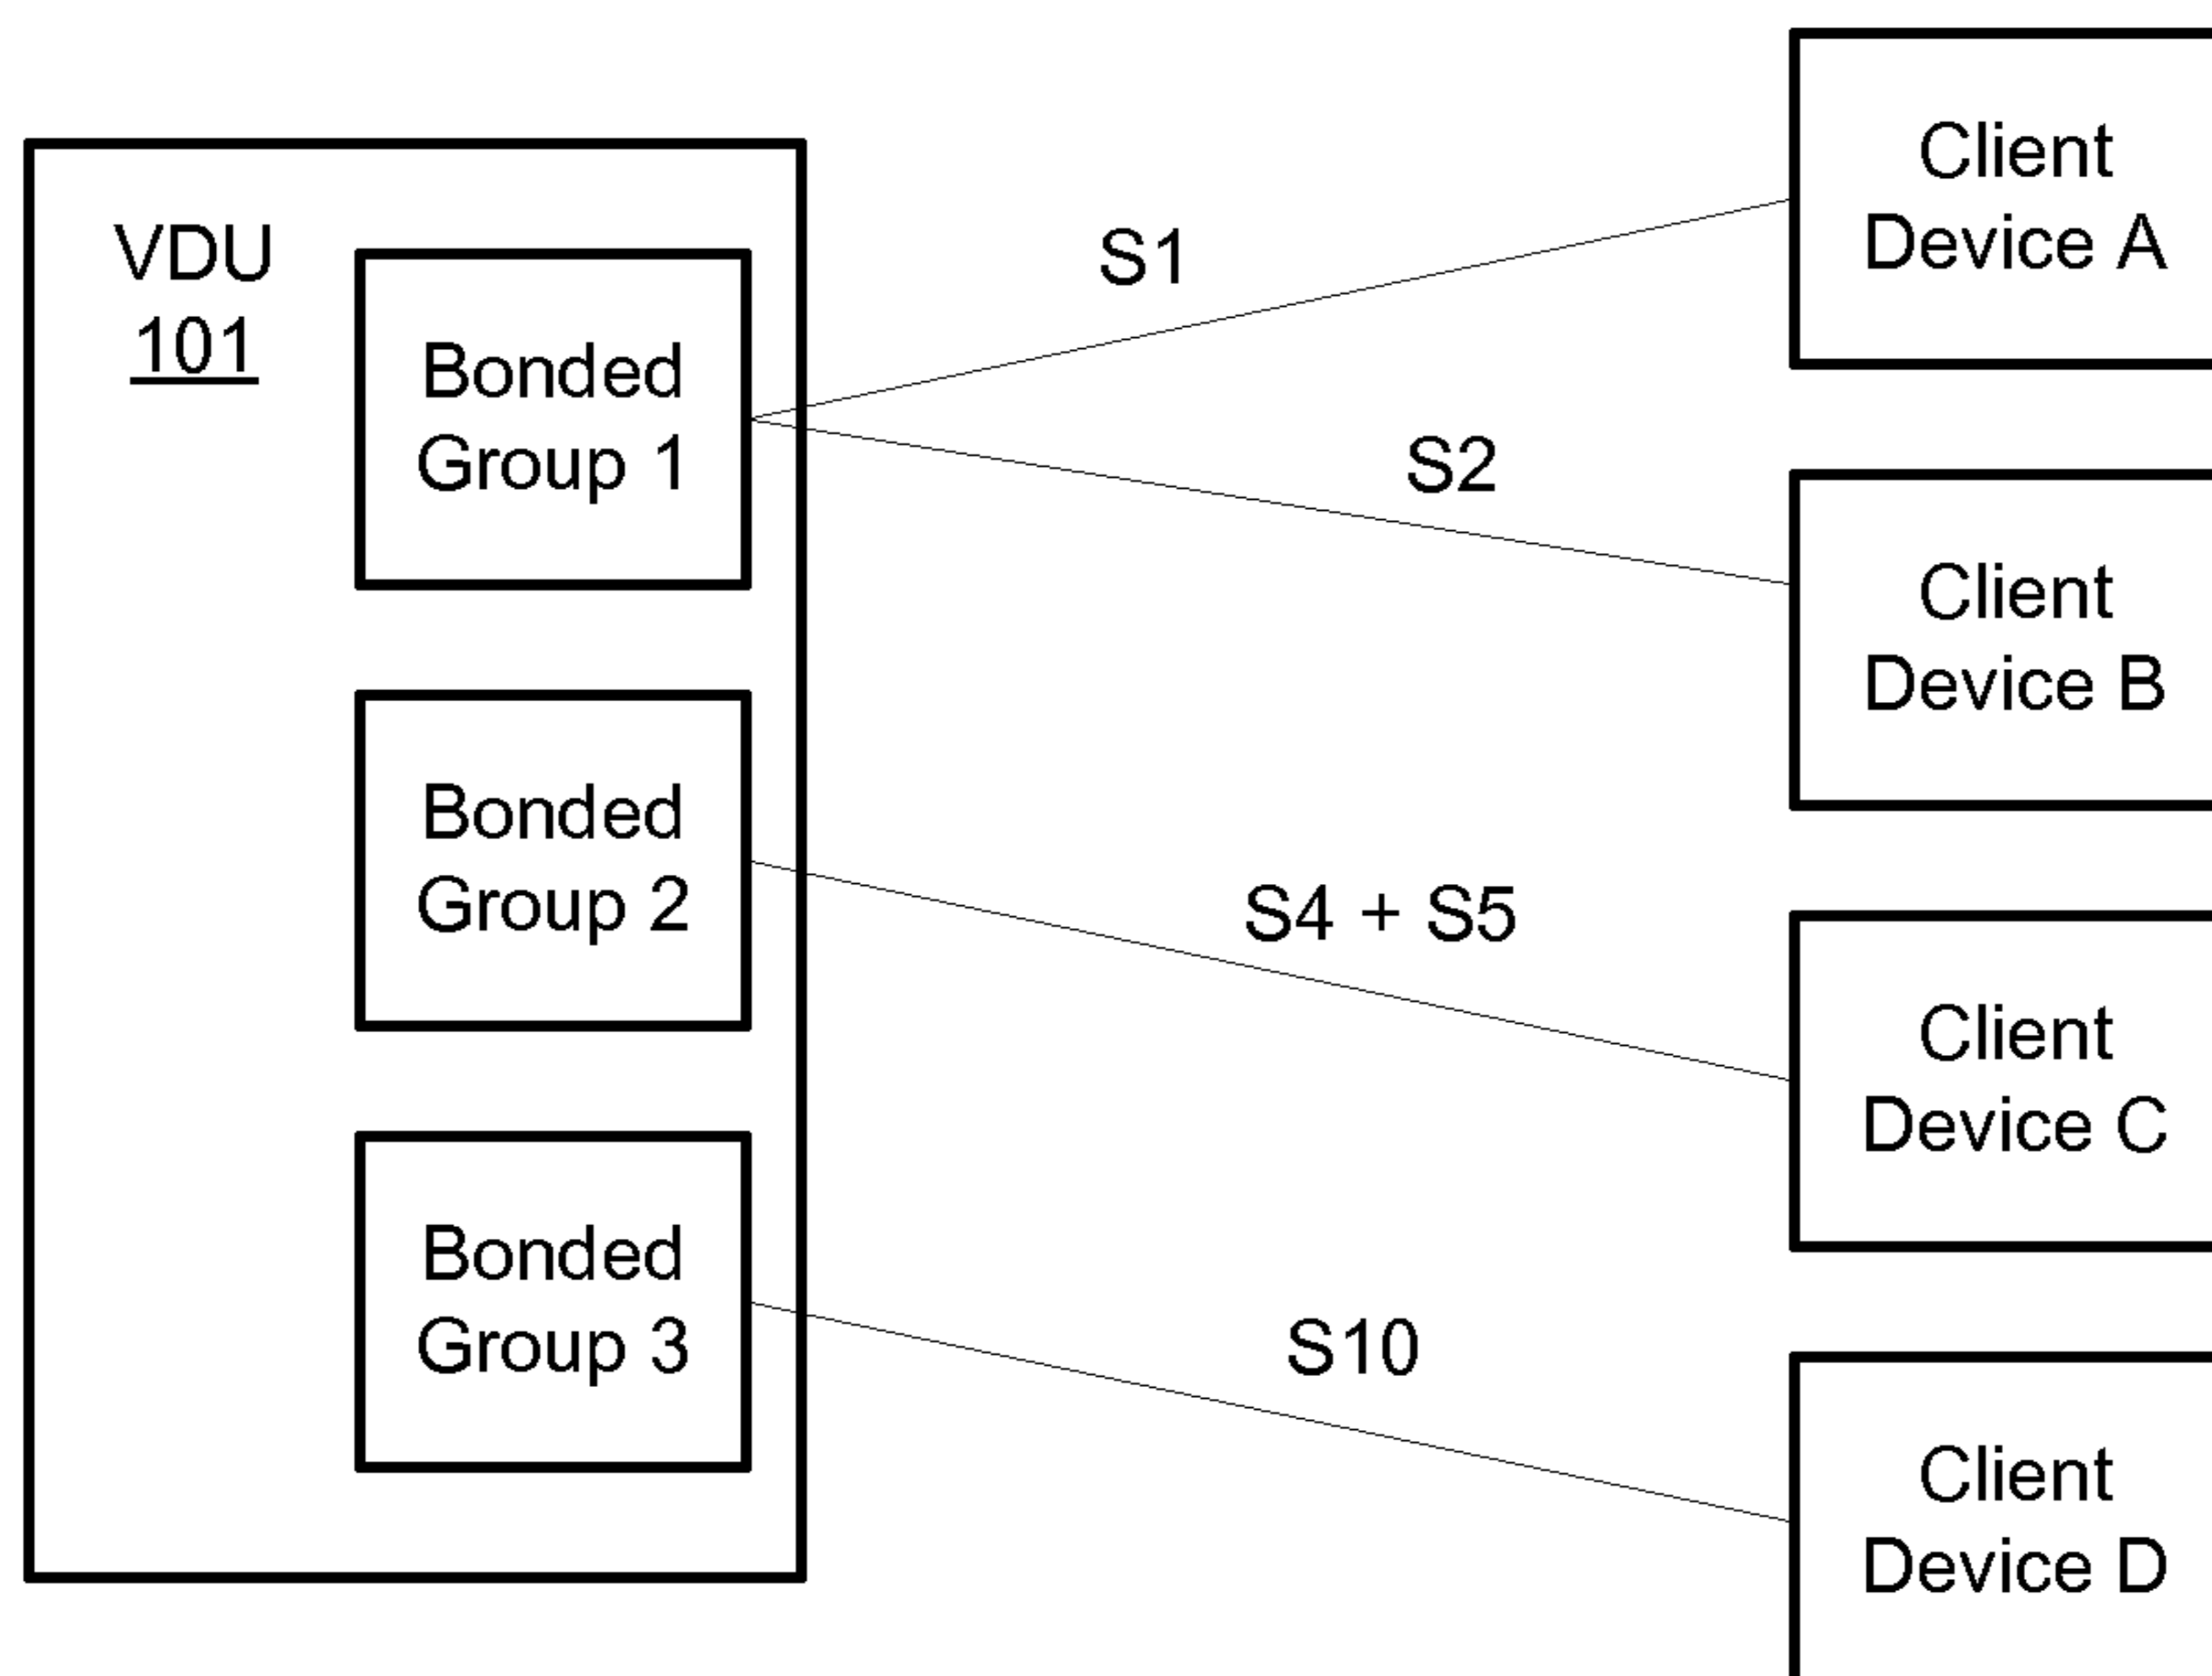 VDU
101
Bonded
Group 1
Bonded
Group 2
Bonded
Group 3
S1
S2
S4 + S5
S10
Client
Device A
Client
Device B
Client
Device C
Client
Device D